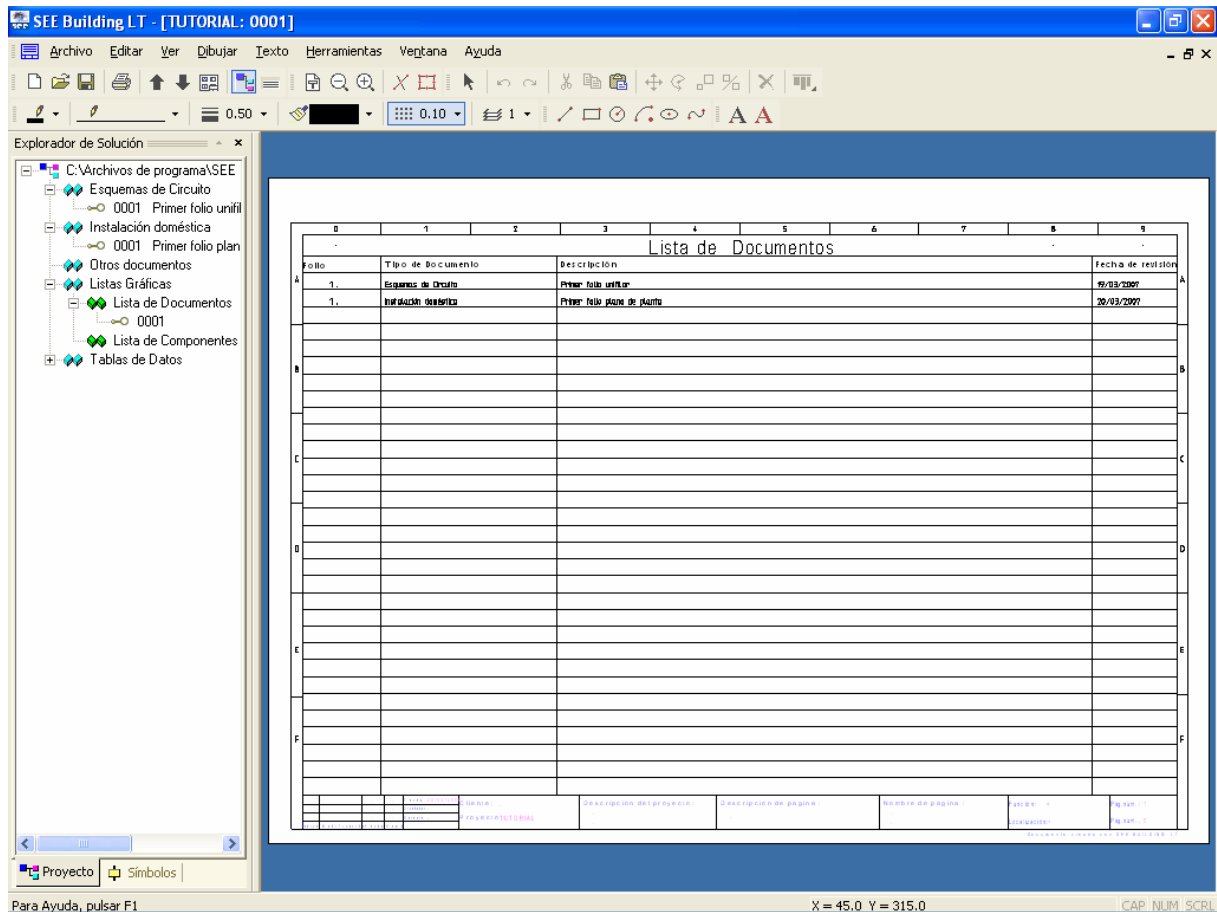 SEE Building LT - [TUTORIAL: 0001]
Archivo Editar Ver Dibujar Texto Herramientas Ventana Ayuda
0.50 0.10 1 A A
Explorador de Solución
C:\Archivos de programa\SEE
Esquemas de Circuito
0001 Primer folio unifil
Instalación doméstica
0001 Primer folio plan
Otros documentos
Listas Gráficas
Lista de Documentos
0001
Lista de Componentes
Tablas de Datos
Proyecto Símbolos
0 1 2 3 4 5 6 7 8 9
Lista de Documentos
Folio Tipo de Documento Descripción Fecha de revisión
A A
1. Esquemas de Circuito Primer folio unifilar 19/03/2007
1. Instalación doméstica Primer folio plano de planta 20/03/2007
B B
C C
D D
E E
F F
Cliente: Descripción del proyecto: Descripción de página: Nombre de página: Función: Pág.
Proyecto: TUTORIAL Localización:
Para Ayuda, pulsar F1 X = 45.0 Y = 315.0 CAP NUM SCRL